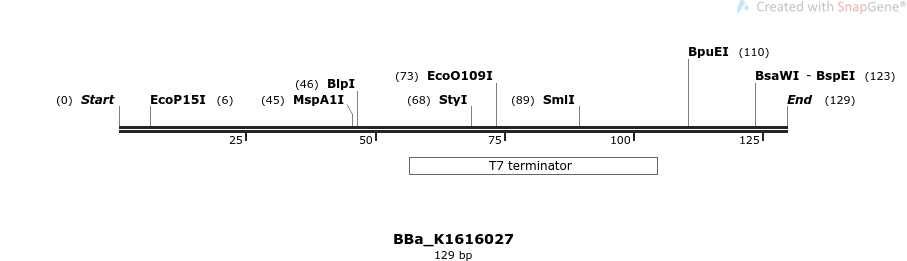 Created with SnapGene®
BpuEI (110)
(73) EcoO109I
BsaWI - BspEI (123)
(46) BlpI
(0) Start
EcoP15I (6)
(45) MspA1I
(68) StyI
(89) SmlI
End (129)
25
50
75
100
125
T7 terminator
BBa_K1616027
129 bp